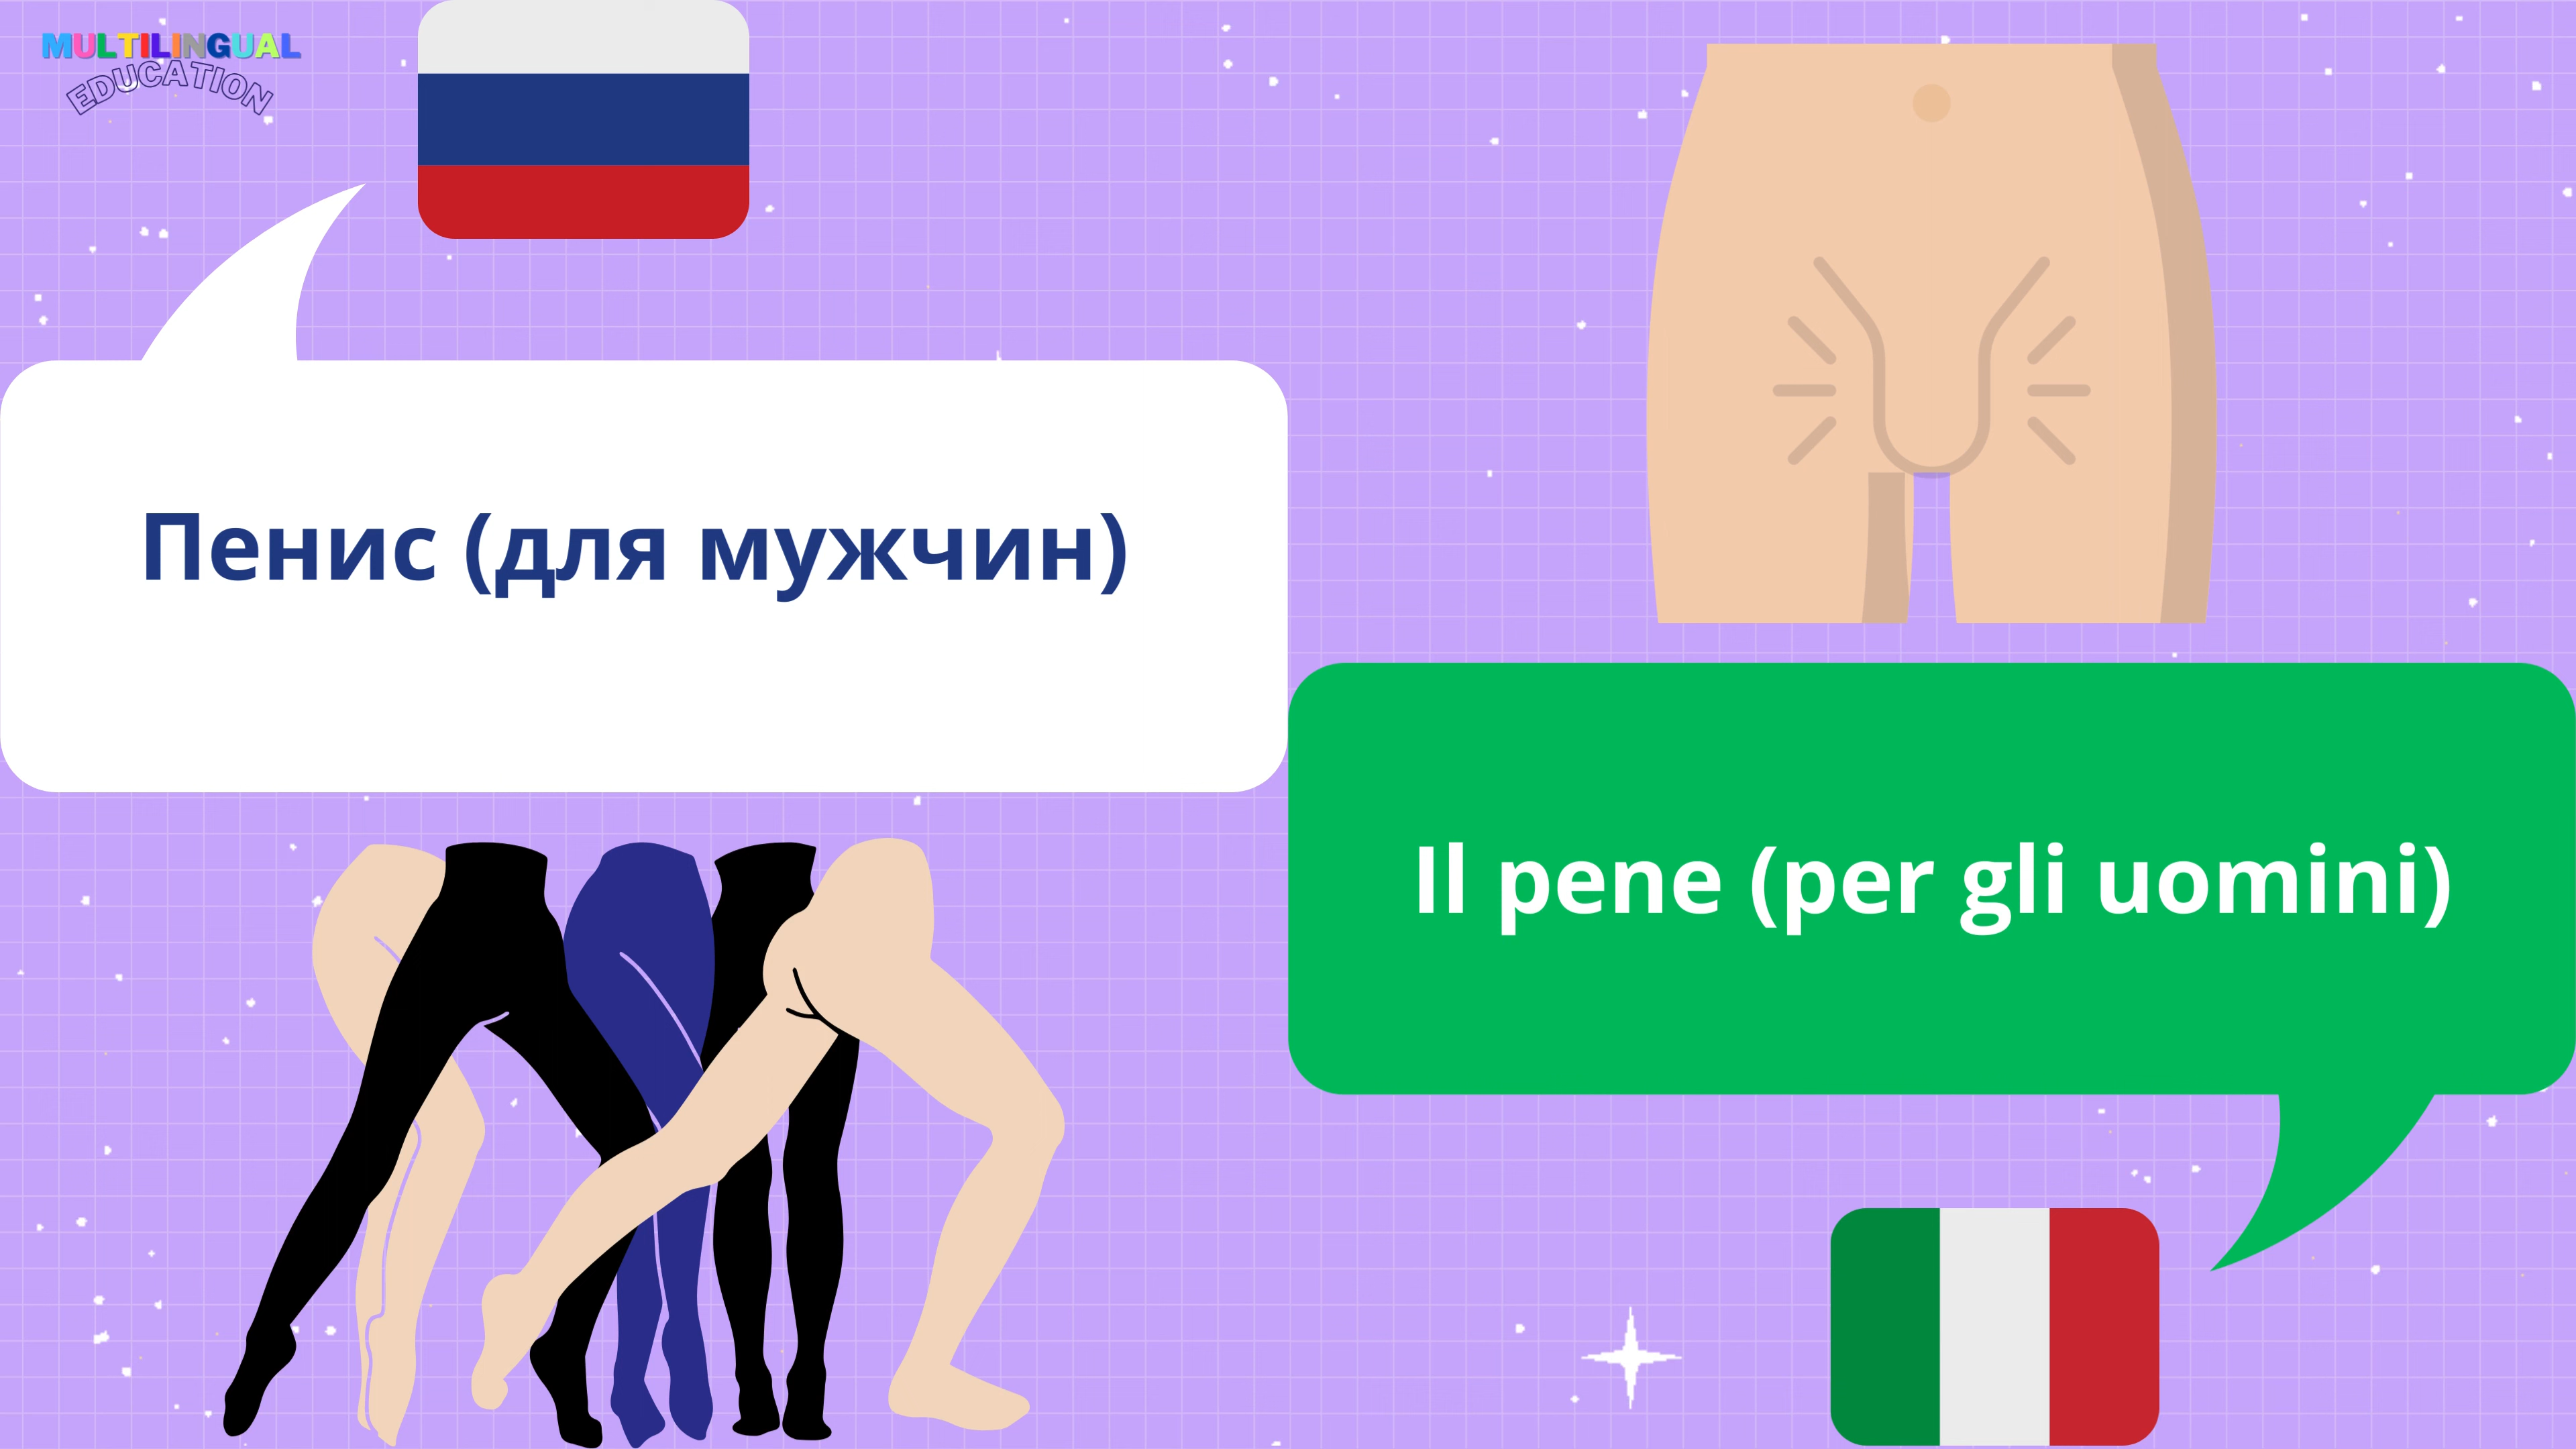 MULTILINGUAL
EDUCATION
Пенис (для мужчин)
Il pene (per gli uomini)